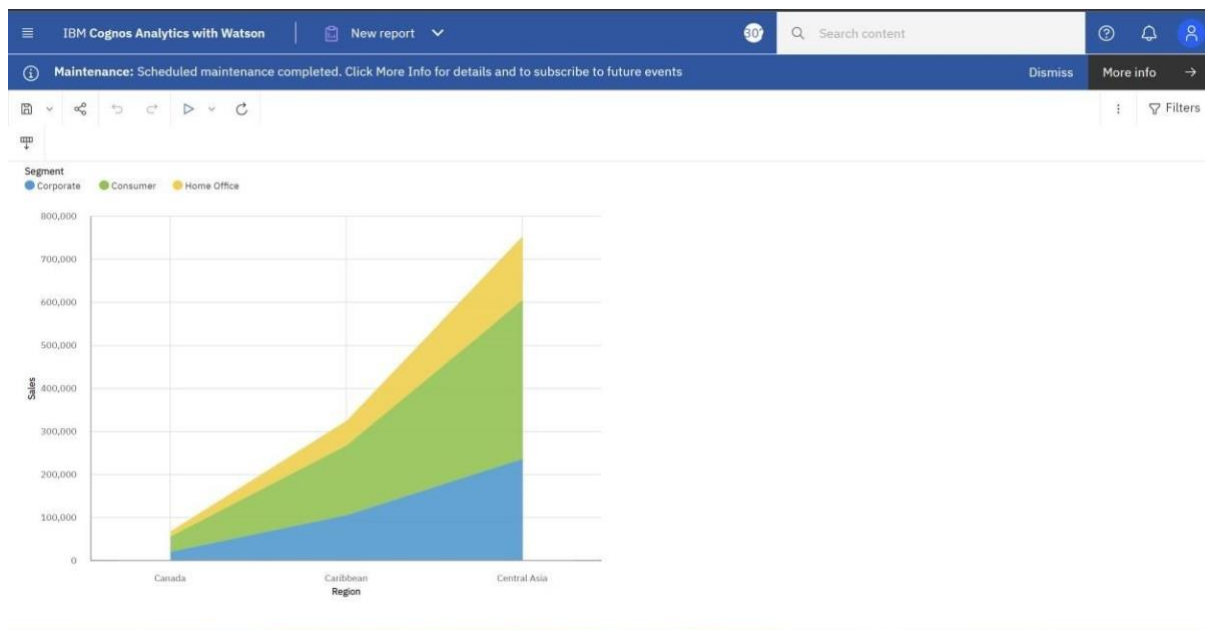 IBM Cognos Analytics with Watson
New report
30
Search content
Maintenance: Scheduled maintenance completed. Click More Info for details and to subscribe to future events
Dismiss
More info
Filters
Segment
Corporate Consumer Home Office
800,000
700,000
600,000
500,000
400,000
300,000
200,000
100,000
0
Sales
Canada Caribbean Central Asia
Region